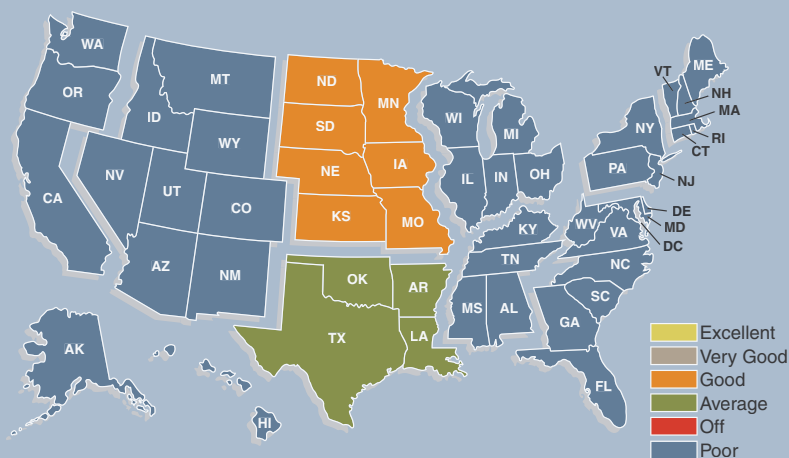 WA
OR
CA
NV
ID
MT
WY
UT
CO
AZ
NM
ND
SD
NE
KS
MN
IA
MO
OK
TX
AR
LA
WI
IL
MI
IN
OH
KY
TN
MS
AL
GA
FL
SC
NC
VA
WV
PA
NY
VT
ME
NH
MA
RI
CT
NJ
DE
MD
DC
AK
HI
Excellent
Very Good
Good
Average
Off
Poor